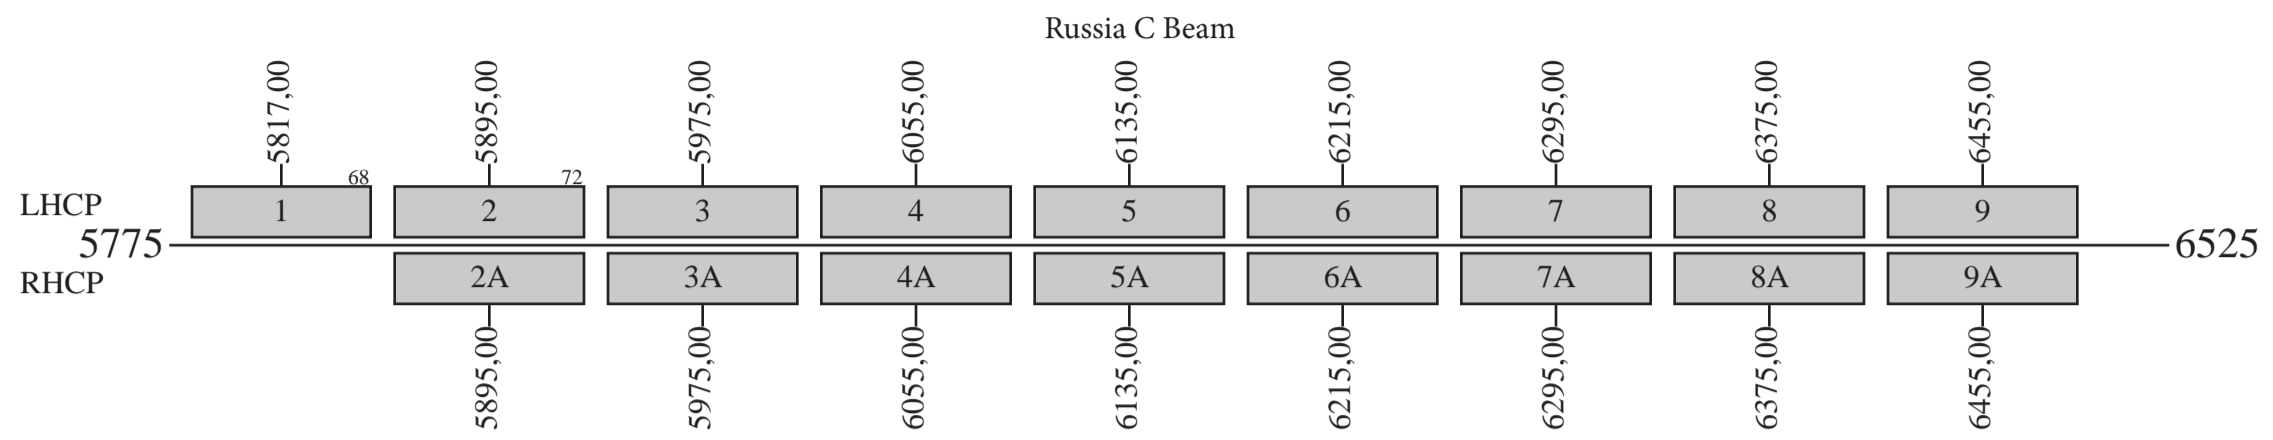 Russia C Beam
5817,00 5895,00 5975,00 6055,00 6135,00 6215,00 6295,00 6375,00 6455,00
68 72
LHCP 1 2 3 4 5 6 7 8 9
5775 6525
RHCP 2A 3A 4A 5A 6A 7A 8A 9A
5895,00 5975,00 6055,00 6135,00 6215,00 6295,00 6375,00 6455,00